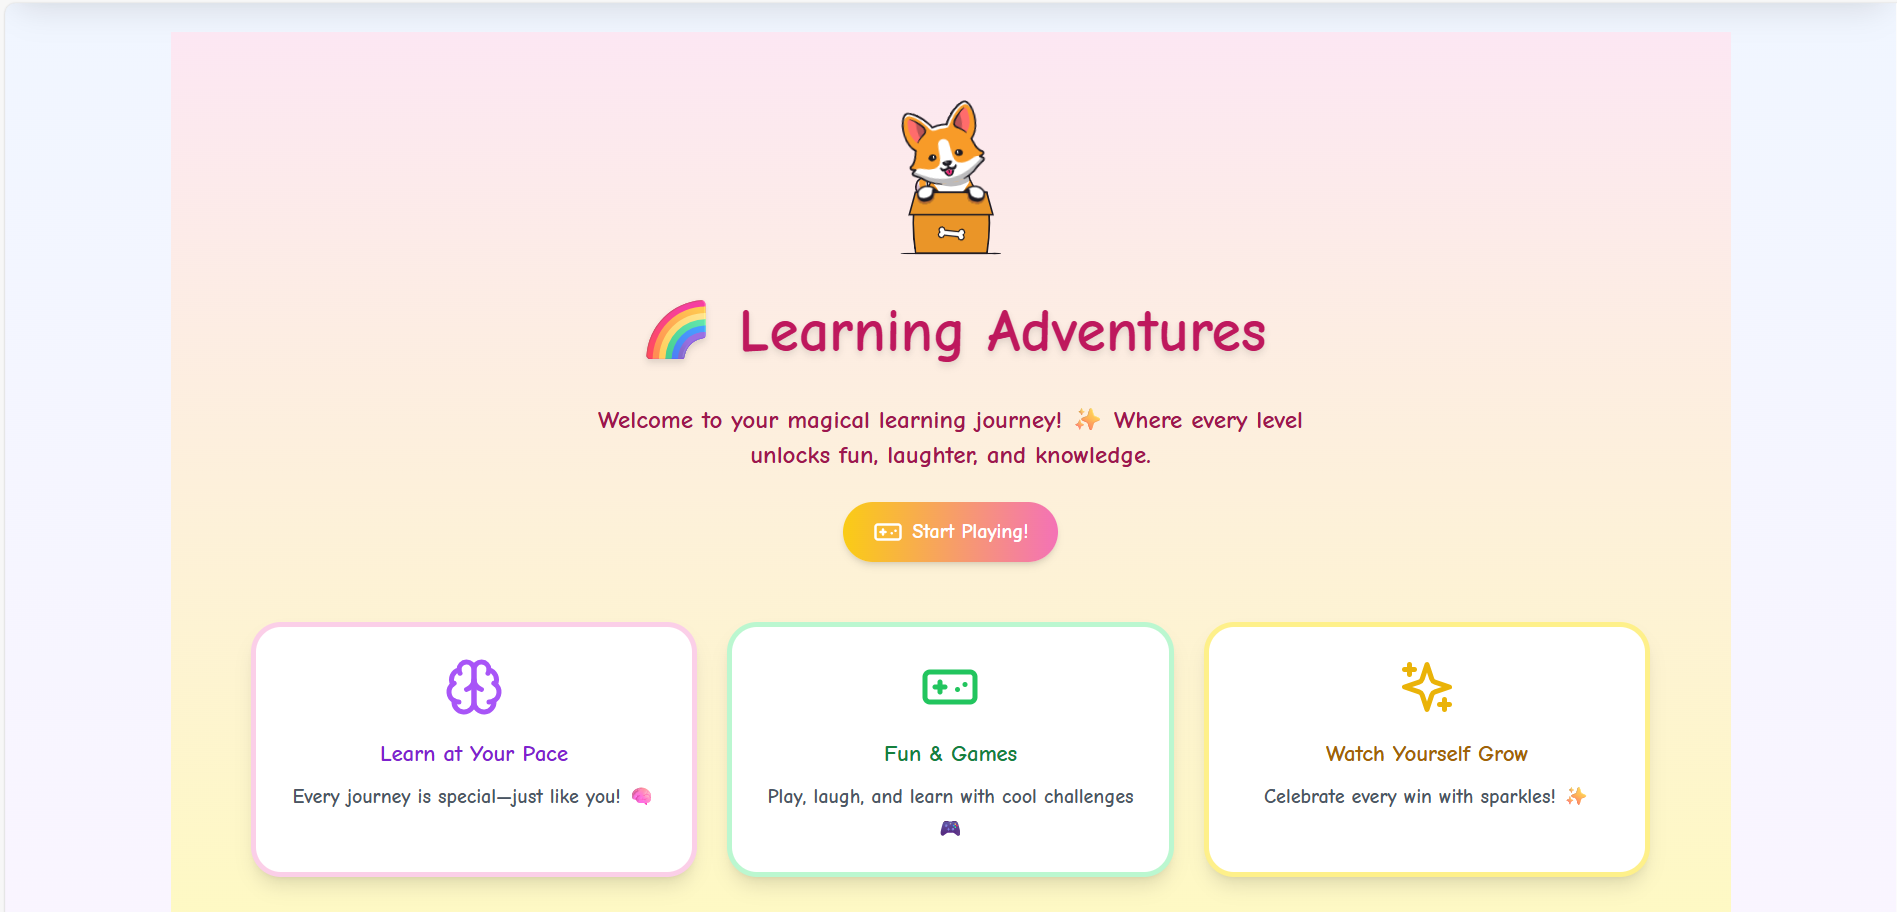 🌈 Learning Adventures
Welcome to your magical learning journey! ✨ Where every level
unlocks fun, laughter, and knowledge.
Start Playing!
Learn at Your Pace
Every journey is special—just like you! 🧠
Fun & Games
Play, laugh, and learn with cool challenges
🎮
Watch Yourself Grow
Celebrate every win with sparkles! ✨